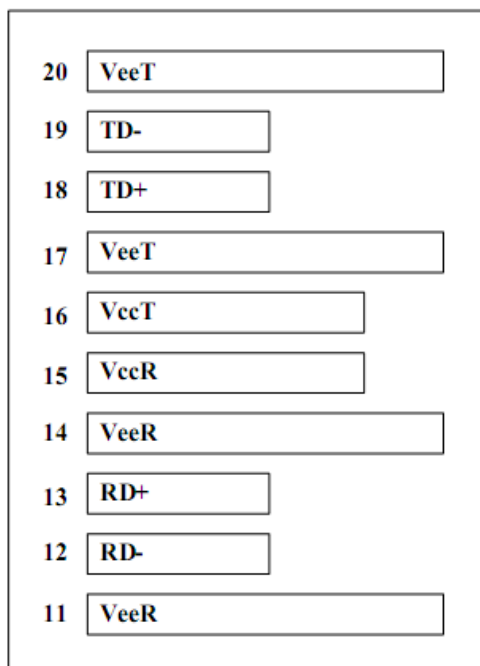 20 VeeT
19 TD-
18 TD+
17 VeeT
16 VccT
15 VccR
14 VeeR
13 RD+
12 RD-
11 VeeR